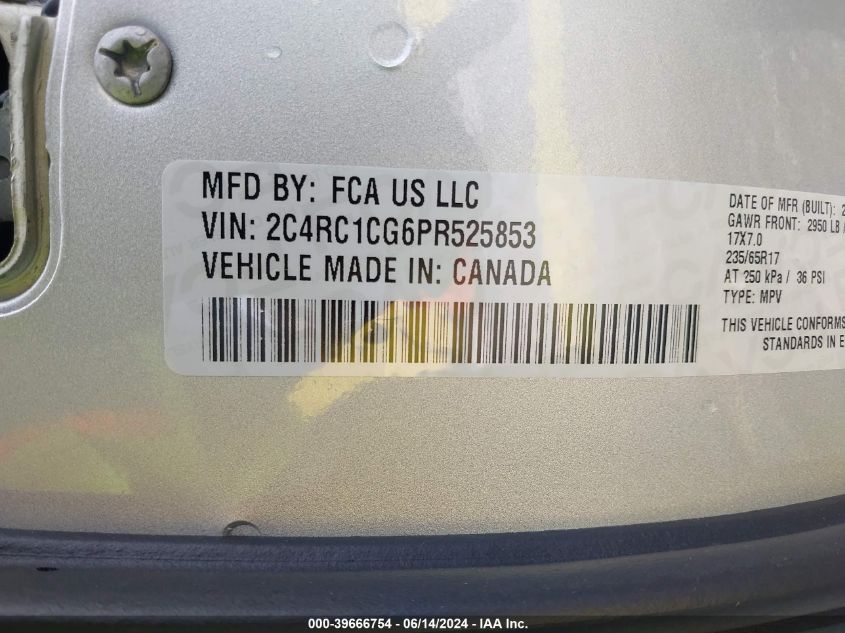 MFD BY: FCA US LLC
VIN: 2C4RC1CG6PR525853
VEHICLE MADE IN: CANADA
DATE OF MFR (BUILT): 2
GAWR FRONT: 2950 LB
17X7.0
235/65R17
AT 250 kPa / 36 PSI
TYPE: MPV
THIS VEHICLE CONFORMS
STANDARDS IN E
000-39666754 - 06/14/2024 - IAA Inc.